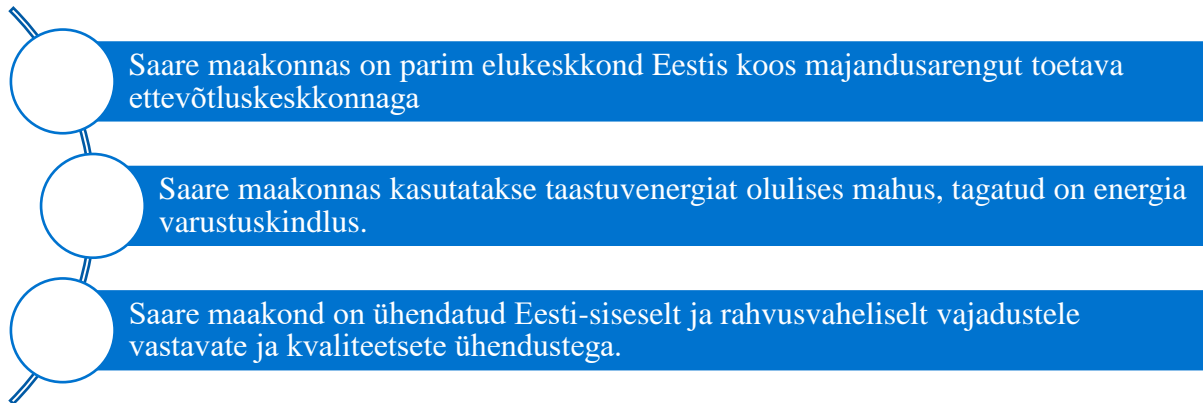 Saare maakonnas on parim elukeskkond Eestis koos majandusarengut toetava
ettevõtluskeskkonnaga
Saare maakonnas kasutatakse taastuvenergiat olulises mahus, tagatud on energia
varustuskindlus.
Saare maakond on ühendatud Eesti-siseselt ja rahvusvaheliselt vajadustele
vastavate ja kvaliteetsete ühendustega.